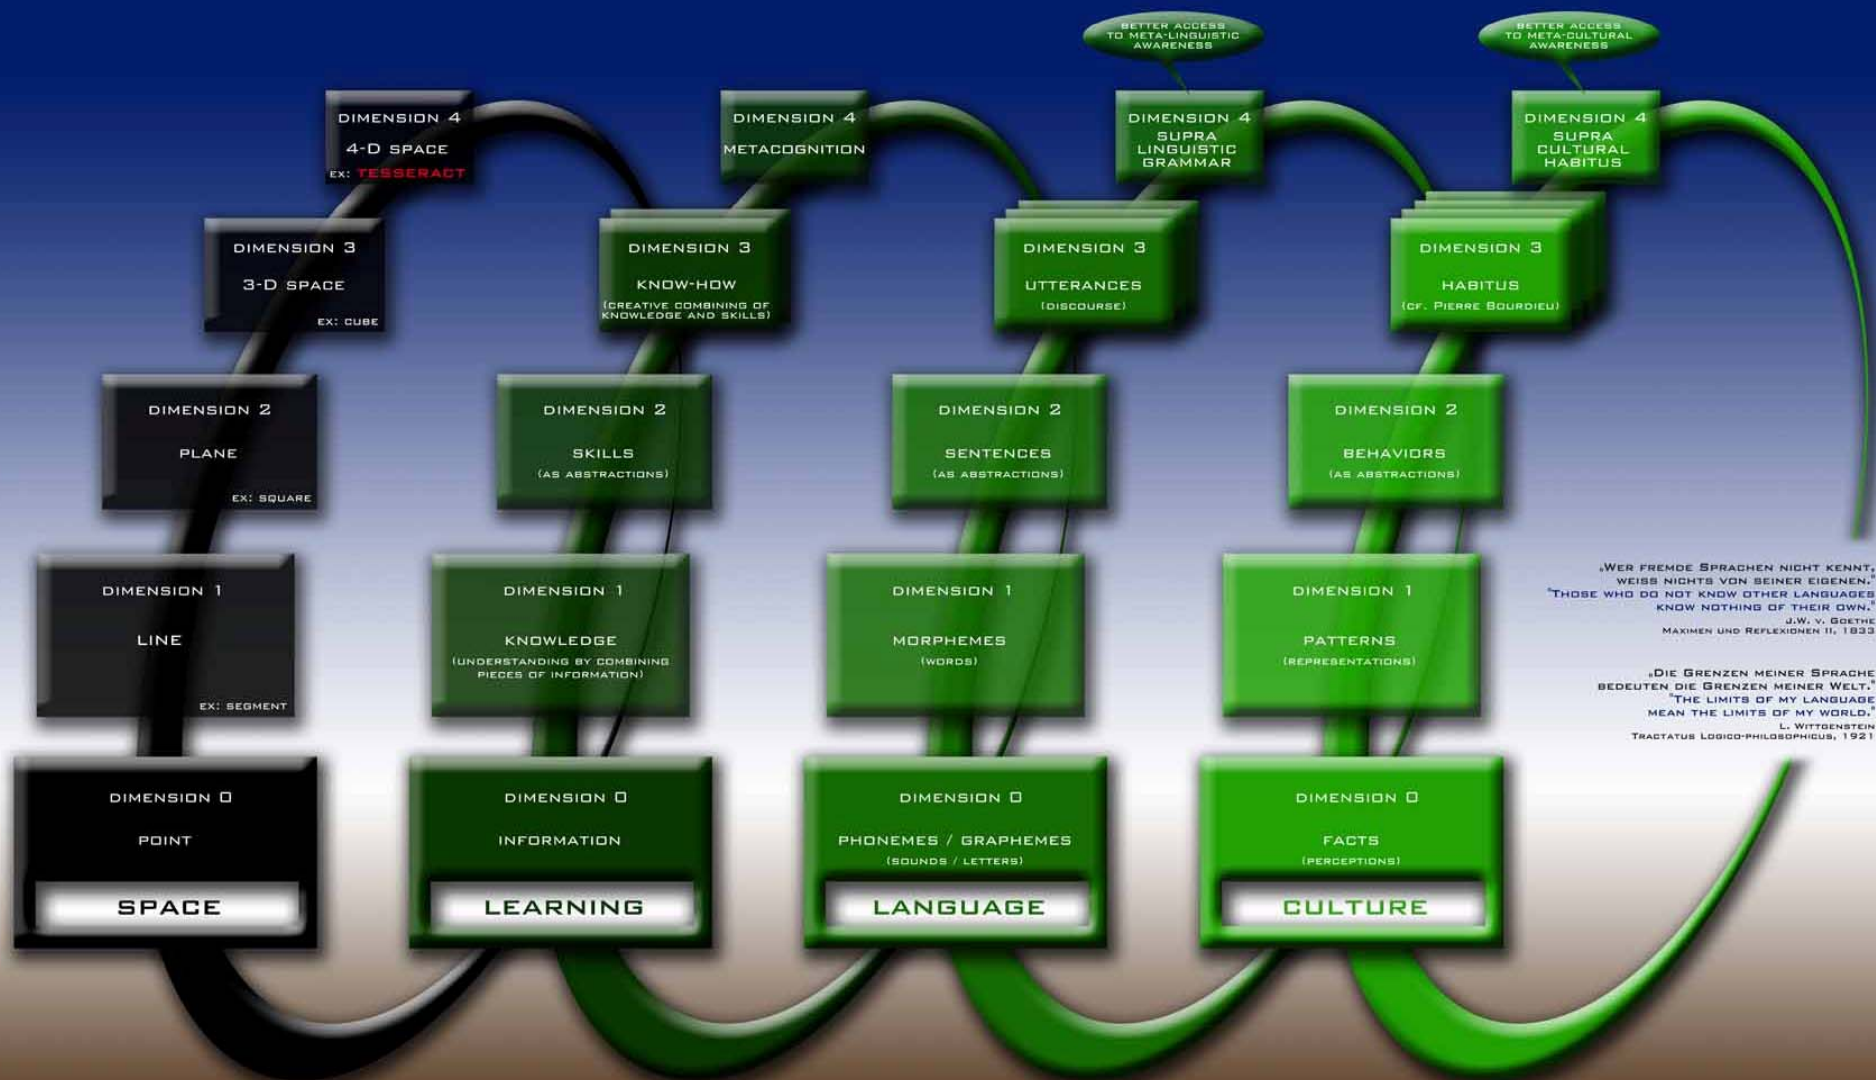 BETTER ACCESS
TO META-LINGUISTIC
AWARENESS
BETTER ACCESS
TO META-CULTURAL
AWARENESS
DIMENSION 4
4-D SPACE
EX: TESSERACT
DIMENSION 4
METACOGNITION
DIMENSION 4
SUPRA
LINGUISTIC
GRAMMAR
DIMENSION 4
SUPRA
CULTURAL
HABITUS
DIMENSION 3
3-D SPACE
EX: CUBE
DIMENSION 3
KNOW-HOW
(CREATIVE COMBINING OF
KNOWLEDGE AND SKILLS)
DIMENSION 3
UTTERANCES
(DISCOURSE)
DIMENSION 3
HABITUS
(CF. PIERRE BOURDIEU)
DIMENSION 2
PLANE
EX: SQUARE
DIMENSION 2
SKILLS
(AS ABSTRACTIONS)
DIMENSION 2
SENTENCES
(AS ABSTRACTIONS)
DIMENSION 2
BEHAVIORS
(AS ABSTRACTIONS)
DIMENSION 1
LINE
EX: SEGMENT
DIMENSION 1
KNOWLEDGE
(UNDERSTANDING BY COMBINING
PIECES OF INFORMATION)
DIMENSION 1
MORPHEMES
(WORDS)
DIMENSION 1
PATTERNS
(REPRESENTATIONS)
„WER FREMDE SPRACHEN NICHT KENNT,
WEISS NICHTS VON SEINER EIGENEN."
"THOSE WHO DO NOT KNOW OTHER LANGUAGES
KNOW NOTHING OF THEIR OWN."
J.W. V. GOETHE
MAXIMEN UND REFLEXIONEN II, 1833
„DIE GRENZEN MEINER SPRACHE
BEDEUTEN DIE GRENZEN MEINER WELT."
"THE LIMITS OF MY LANGUAGE
MEAN THE LIMITS OF MY WORLD."
L. WITTGENSTEIN
TRACTATUS LOGICO-PHILOSOPHICUS, 1921
DIMENSION 0
POINT
SPACE
DIMENSION 0
INFORMATION
LEARNING
DIMENSION 0
PHONEMES / GRAPHEMES
(SOUNDS / LETTERS)
LANGUAGE
DIMENSION 0
FACTS
(PERCEPTIONS)
CULTURE